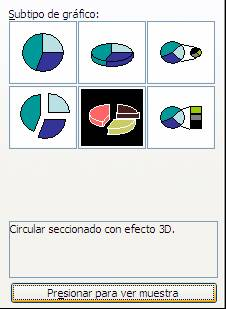 Subtipo de gráfico:
Circular seccionado con efecto 3D.
Presionar para ver muestra